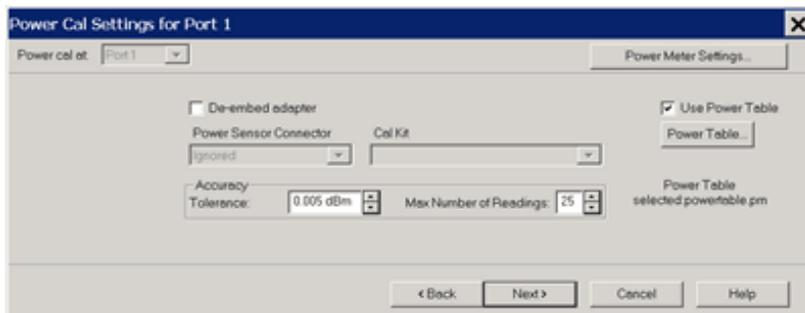 Power Cal Settings for Port 1
Power cal at: Port 1
Power Meter Settings...
De-embed adapter
Use Power Table
Power Sensor Connector
Cal Kit
Power Table...
Ignored
Accuracy
Tolerance: 0.005 dBm
Max Number of Readings: 25
Power Table
selected:powertable.pm
< Back
Next >
Cancel
Help